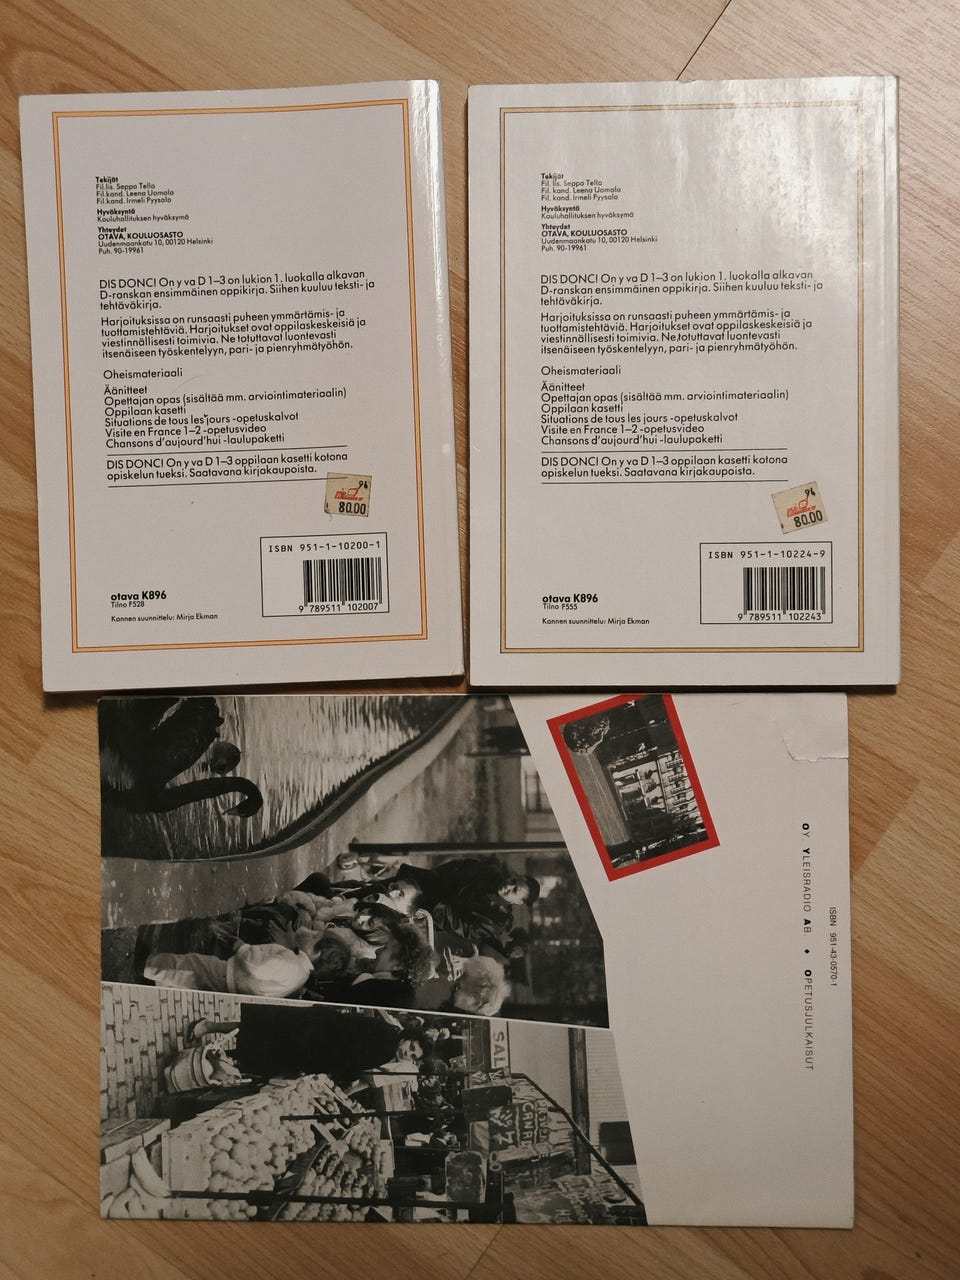 Tekijät
Fil.lis. Seppo Tella
Fil.kand. Leena Uomala
Fil.kand. Irmeli Pyysalo
Hyväksyntä
Kouluhallituksen hyväksymä
Yhteydet
OTAVA, KOULUOSASTO
Uudenmaankatu 10, 00120 Helsinki
Puh. 90-19961
DIS DONC! On y va D 1–3 on lukion 1. luokalla alkavan
D-ranskan ensimmäinen oppikirja. Siihen kuuluu teksti- ja
tehtäväkirja.
Harjoituksissa on runsaasti puheen ymmärtämis- ja
tuottamistehtäviä. Harjoitukset ovat oppilaskeskeisiä ja
viestinnällisesti toimivia. Ne totuttavat luontevasti
itsenäiseen työskentelyyn, pari- ja pienryhmätyöhön.
Oheismateriaali
Äänitteet
Opettajan opas (sisältää mm. arviointimateriaalin)
Oppilaan kasetti
Situations de tous les jours -opetuskalvot
Visite en France 1–2 -opetusvideo
Chansons d'aujourd'hui -laulupaketti
DIS DONC! On y va D 1–3 oppilaan kasetti kotona
opiskelun tueksi. Saatavana kirjakaupoista.
94
80.00
ISBN 951-1-10200-1
9 789511 102007
otava K896
Tilno F528
Kannen suunnittelu: Mirja Ekman
Tekijät
Fil. lis. Seppo Tella
Fil.kand. Leena Uomala
Fil. kand. Irmeli Pyysalo
Hyväksyntä
Kouluhallituksen hyväksymä
Yhteydet
OTAVA, KOULUOSASTO
Uudenmaankatu 10, 00120 Helsinki
Puh. 90-19961
DIS DONC! On y va D 1–3 on lukion 1. luokalla alkavan
D-ranskan ensimmäinen oppikirja. Siihen kuuluu teksti- ja
tehtäväkirja.
Harjoituksissa on runsaasti puheen ymmärtämis- ja
tuottamistehtäviä. Harjoitukset ovat oppilaskeskeisiä ja
viestinnällisesti toimivia. Ne totuttavat luontevasti
itsenäiseen työskentelyyn, pari- ja pienryhmätyöhön.
Oheismateriaali
Äänitteet
Opettajan opas (sisältää mm. arviointimateriaalin)
Oppilaan kasetti
Situations de tous les jours -opetuskalvot
Visite en France 1–2 -opetusvideo
Chansons d'aujourd'hui -laulupaketti
DIS DONC! On y va D 1–3 oppilaan kasetti kotona
opiskelun tueksi. Saatavana kirjakaupoista.
94
80.00
ISBN 951-1-10224-9
9 789511 102243
otava K896
Tilno F555
Kannen suunnittelu: Mirja Ekman
ISBN 951-43-0570-1
OY. YLEISRADIO AB. • OPETUSJULKAISUT
SAL
CANA